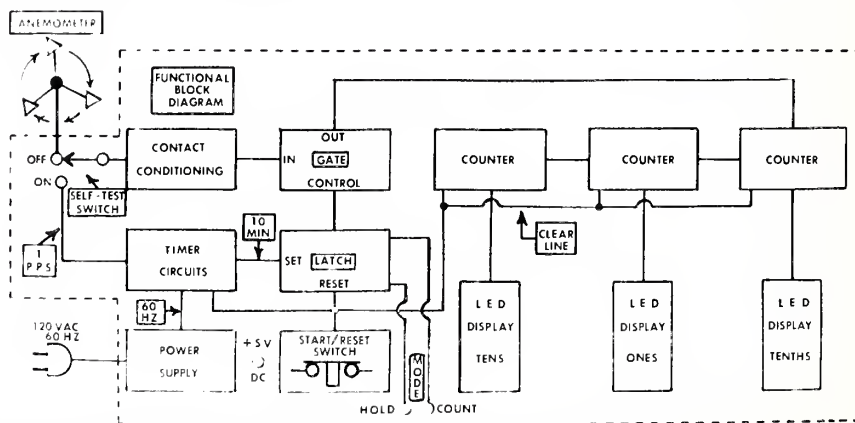 ANEMOMETER
FUNCTIONAL
BLOCK
DIAGRAM
OFF
ON
SELF-TEST
SWITCH
CONTACT
CONDITIONING
IN
OUT
GATE
CONTROL
COUNTER
COUNTER
COUNTER
1
PPS
TIMER
CIRCUITS
10
MIN
SET
LATCH
RESET
CLEAR
LINE
60
HZ
120 VAC
60 HZ
POWER
SUPPLY
+5V
DC
START/RESET
SWITCH
MODE
HOLD
COUNT
LED
DISPLAY
TENS
LED
DISPLAY
ONES
LED
DISPLAY
TENTHS